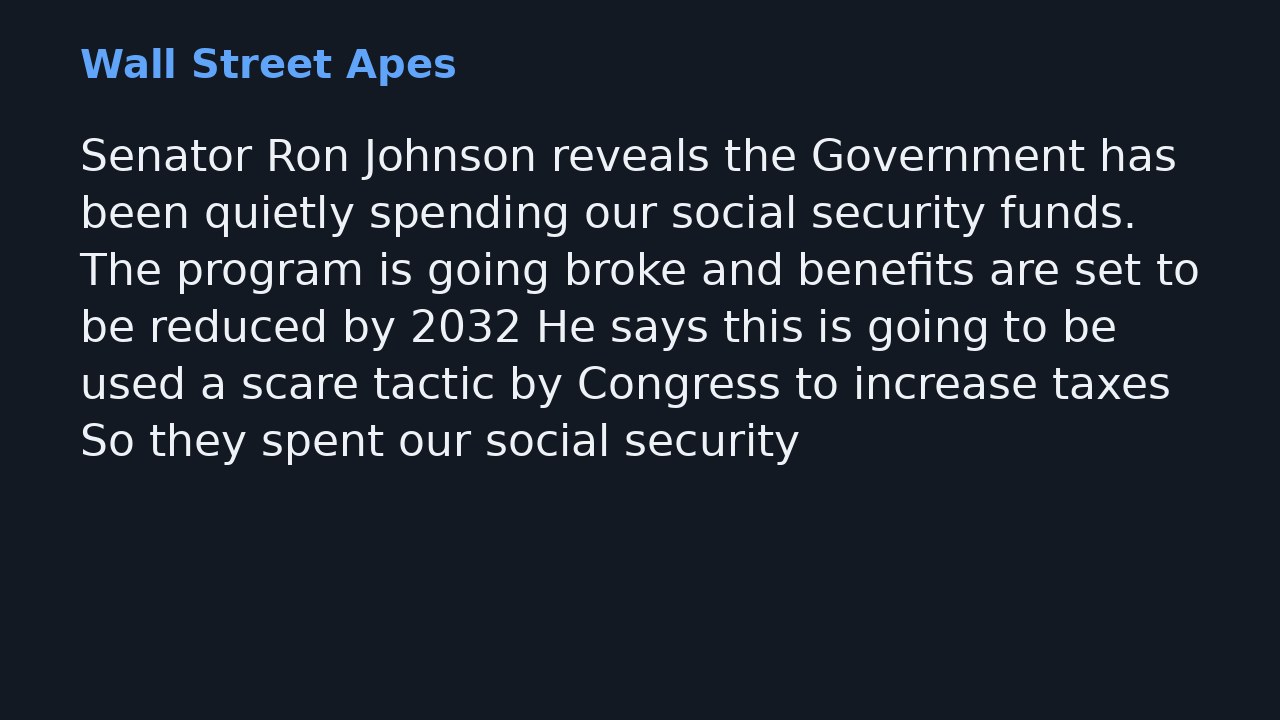 Wall Street Apes
Senator Ron Johnson reveals the Government has
been quietly spending our social security funds.
The program is going broke and benefits are set to
be reduced by 2032 He says this is going to be
used a scare tactic by Congress to increase taxes
So they spent our social security